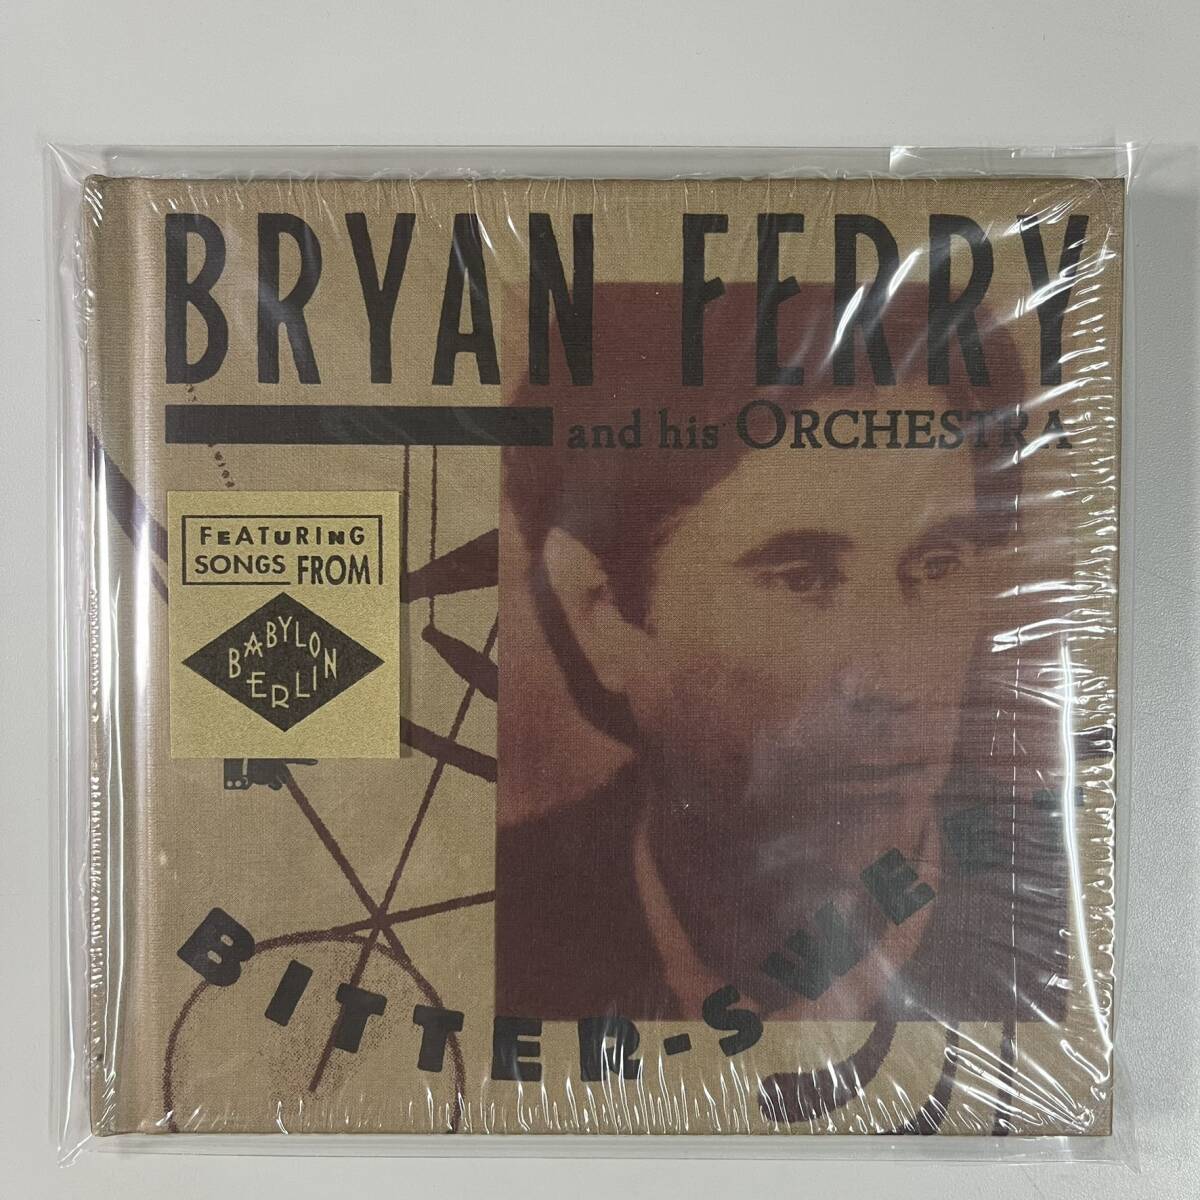 BRYAN FERRY
and his ORCHESTRA
FEATURING
SONGS FROM
BABYLON
BERLIN
BITTER-SWEET